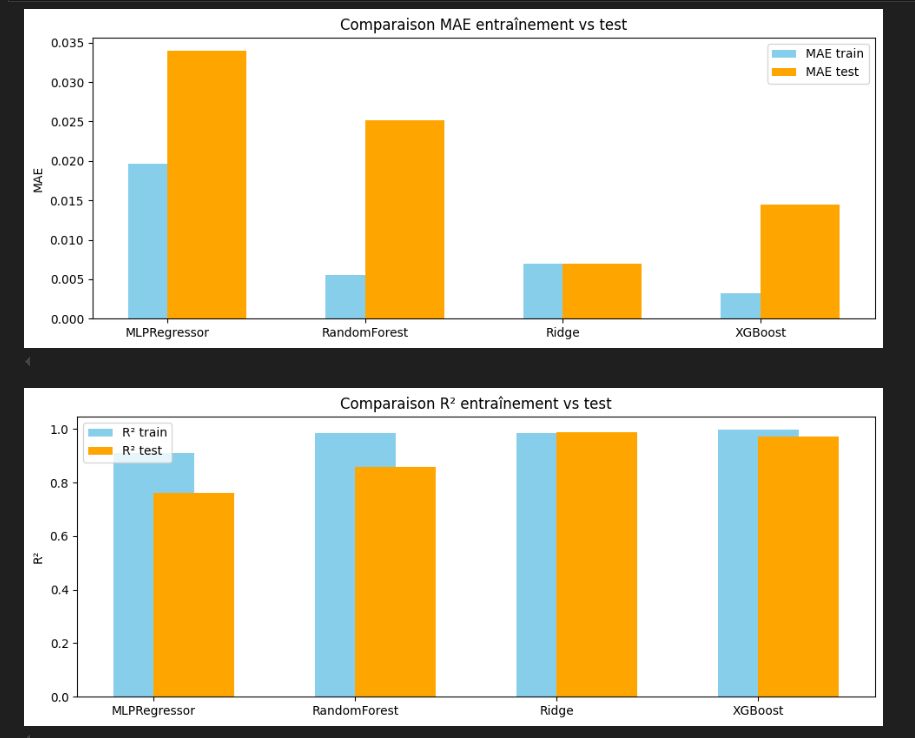 Comparaison MAE entraînement vs test
MAE train
MAE test
MAE
0.035
0.030
0.025
0.020
0.015
0.010
0.005
0.000
MLPRegressor
RandomForest
Ridge
XGBoost
Comparaison R² entraînement vs test
R² train
R² test
R²
1.0
0.8
0.6
0.4
0.2
0.0
MLPRegressor
RandomForest
Ridge
XGBoost